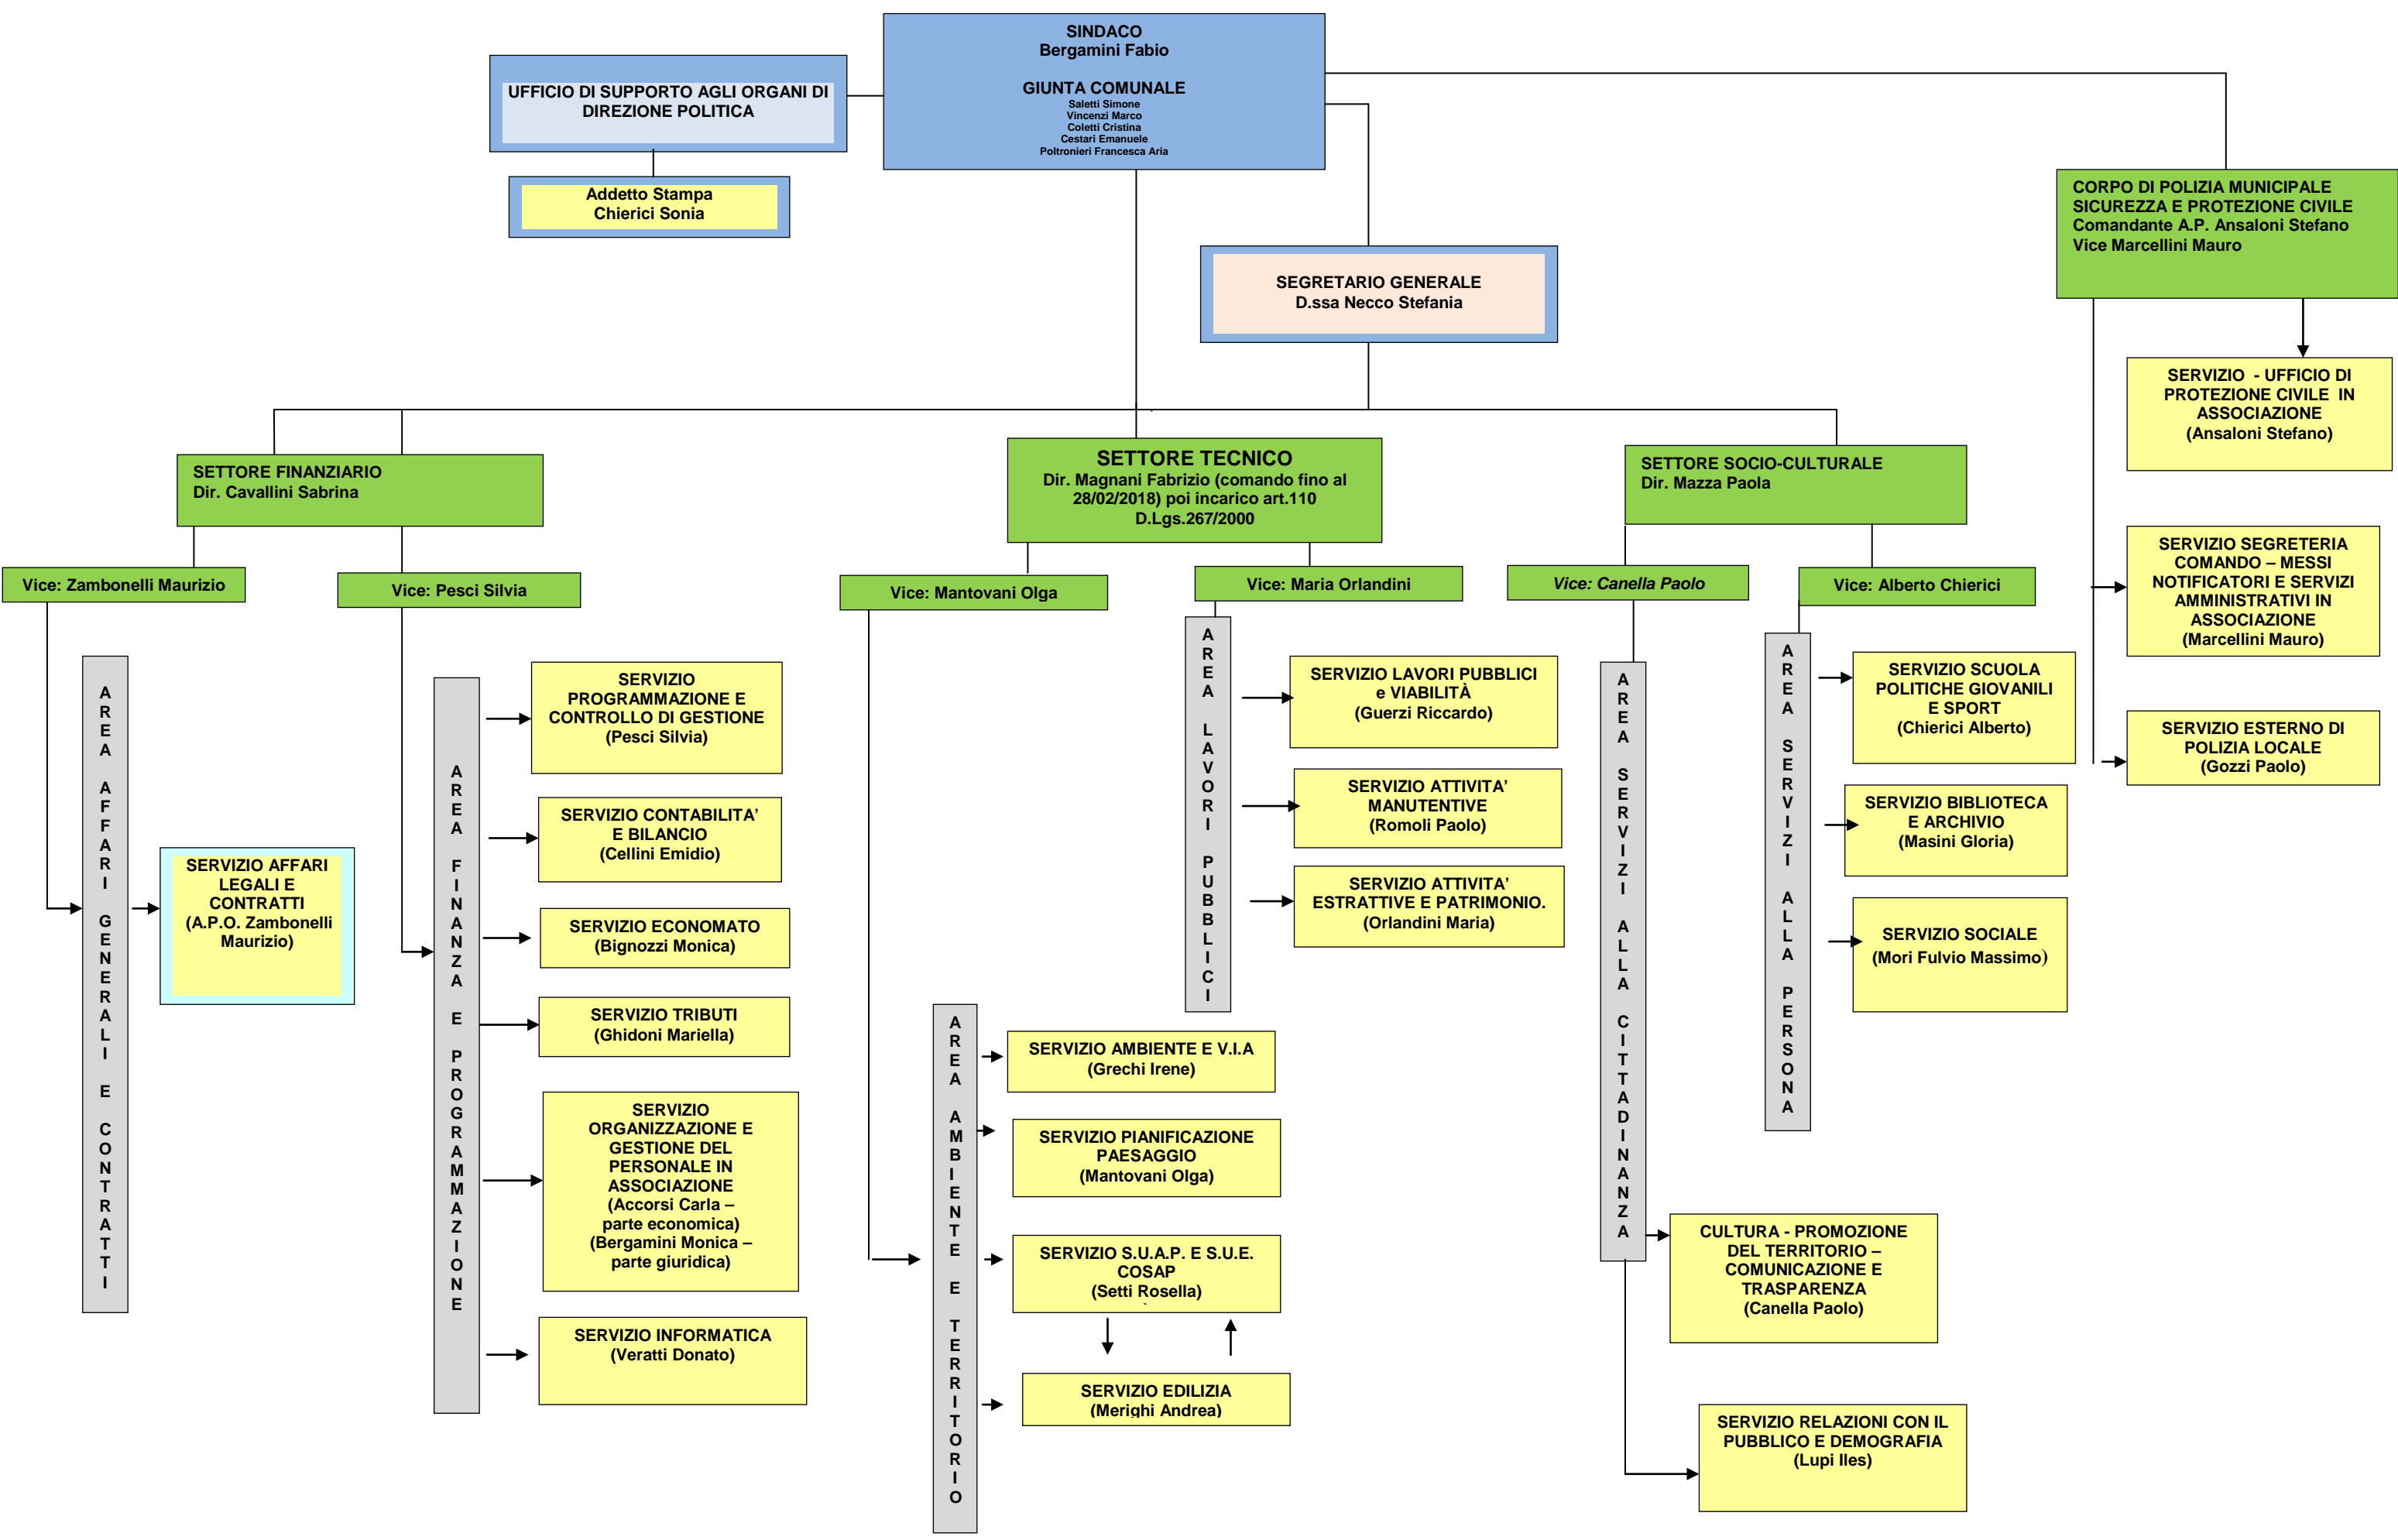 SINDACO
Bergamini Fabio
GIUNTA COMUNALE
Saletti Simone
Vincenzi Marco
Coletti Cristina
Cestari Emanuele
Poltronieri Francesca Aria
UFFICIO DI SUPPORTO AGLI ORGANI DI
DIREZIONE POLITICA
Addetto Stampa
Chierici Sonia
SEGRETARIO GENERALE
D.ssa Necco Stefania
CORPO DI POLIZIA MUNICIPALE
SICUREZZA E PROTEZIONE CIVILE
Comandante A.P. Ansaloni Stefano
Vice Marcellini Mauro
SERVIZIO - UFFICIO DI
PROTEZIONE CIVILE IN
ASSOCIAZIONE
(Ansaloni Stefano)
SERVIZIO SEGRETERIA
COMANDO – MESSI
NOTIFICATORI E SERVIZI
AMMINISTRATIVI IN
ASSOCIAZIONE
(Marcellini Mauro)
SERVIZIO ESTERNO DI
POLIZIA LOCALE
(Gozzi Paolo)
SETTORE FINANZIARIO
Dir. Cavallini Sabrina
Vice: Zambonelli Maurizio
AREA AFFARI GENERALI E CONTRATTI
SERVIZIO AFFARI
LEGALI E
CONTRATTI
(A.P.O. Zambonelli
Maurizio)
Vice: Pesci Silvia
AREA FINANZA E PROGRAMMAZIONE
SERVIZIO
PROGRAMMAZIONE E
CONTROLLO DI GESTIONE
(Pesci Silvia)
SERVIZIO CONTABILITA’
E BILANCIO
(Cellini Emidio)
SERVIZIO ECONOMATO
(Bignozzi Monica)
SERVIZIO TRIBUTI
(Ghidoni Mariella)
SERVIZIO
ORGANIZZAZIONE E
GESTIONE DEL
PERSONALE IN
ASSOCIAZIONE
(Accorsi Carla –
parte economica)
(Bergamini Monica –
parte giuridica)
SERVIZIO INFORMATICA
(Veratti Donato)
SETTORE TECNICO
Dir. Magnani Fabrizio (comando fino al
28/02/2018) poi incarico art.110
D.Lgs.267/2000
Vice: Mantovani Olga
AREA AMBIENTE E TERRITORIO
SERVIZIO AMBIENTE E V.I.A
(Grechi Irene)
SERVIZIO PIANIFICAZIONE
PAESAGGIO
(Mantovani Olga)
SERVIZIO S.U.A.P. E S.U.E.
COSAP
(Setti Rosella)
SERVIZIO EDILIZIA
(Merighi Andrea)
Vice: Maria Orlandini
AREA LAVORI PUBBLICI
SERVIZIO LAVORI PUBBLICI
e VIABILITÀ
(Guerzi Riccardo)
SERVIZIO ATTIVITA’
MANUTENTIVE
(Romoli Paolo)
SERVIZIO ATTIVITA’
ESTRATTIVE E PATRIMONIO.
(Orlandini Maria)
SETTORE SOCIO-CULTURALE
Dir. Mazza Paola
Vice: Canella Paolo
AREA SERVIZI ALLA CITTADINANZA
CULTURA - PROMOZIONE
DEL TERRITORIO –
COMUNICAZIONE E
TRASPARENZA
(Canella Paolo)
SERVIZIO RELAZIONI CON IL
PUBBLICO E DEMOGRAFIA
(Lupi Iles)
Vice: Alberto Chierici
AREA SERVIZI ALLA PERSONA
SERVIZIO SCUOLA
POLITICHE GIOVANILI
E SPORT
(Chierici Alberto)
SERVIZIO BIBLIOTECA
E ARCHIVIO
(Masini Gloria)
SERVIZIO SOCIALE
(Mori Fulvio Massimo)